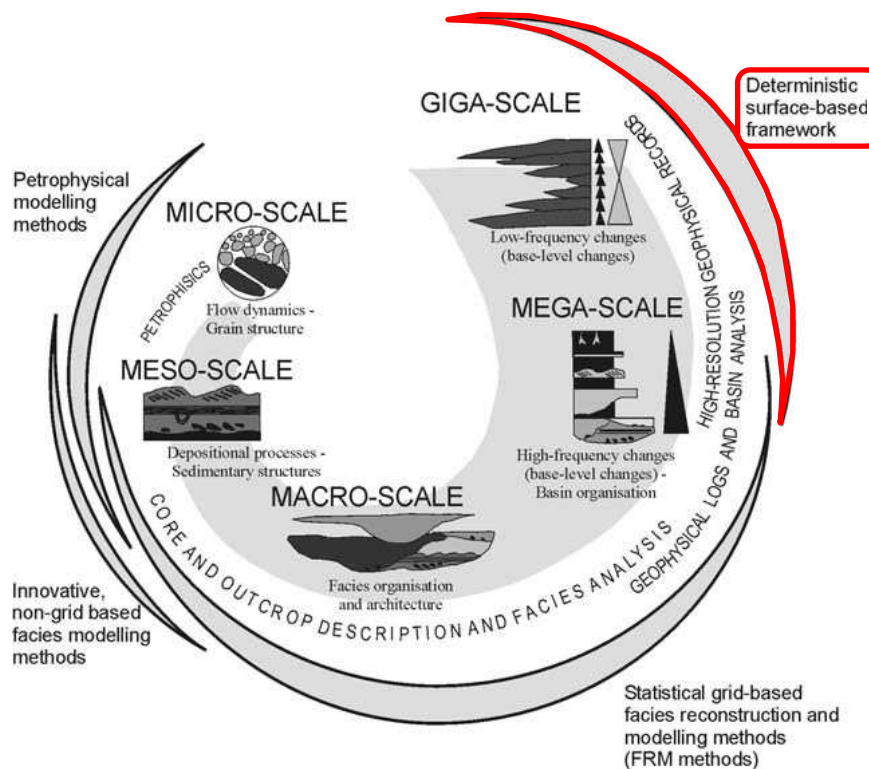 GIGA-SCALE
Deterministic
surface-based
framework
Low-frequency changes
(base-level changes)
HIGH-RESOLUTION GEOPHYSICAL RECORDS
Petrophysical
modelling
methods
MICRO-SCALE
PETROPHISICS
Flow dynamics -
Grain structure
MEGA-SCALE
High-frequency changes
(base-level changes) -
Basin organisation
GEOPHYSICAL LOGS AND BASIN ANALYSIS
MESO-SCALE
Depositional processes -
Sedimentary structures
MACRO-SCALE
Facies organisation
and architecture
CORE AND OUTCROP DESCRIPTION AND FACIES ANALYSIS
Innovative,
non-grid based
facies modelling
methods
Statistical grid-based
facies reconstruction and
modelling methods
(FRM methods)